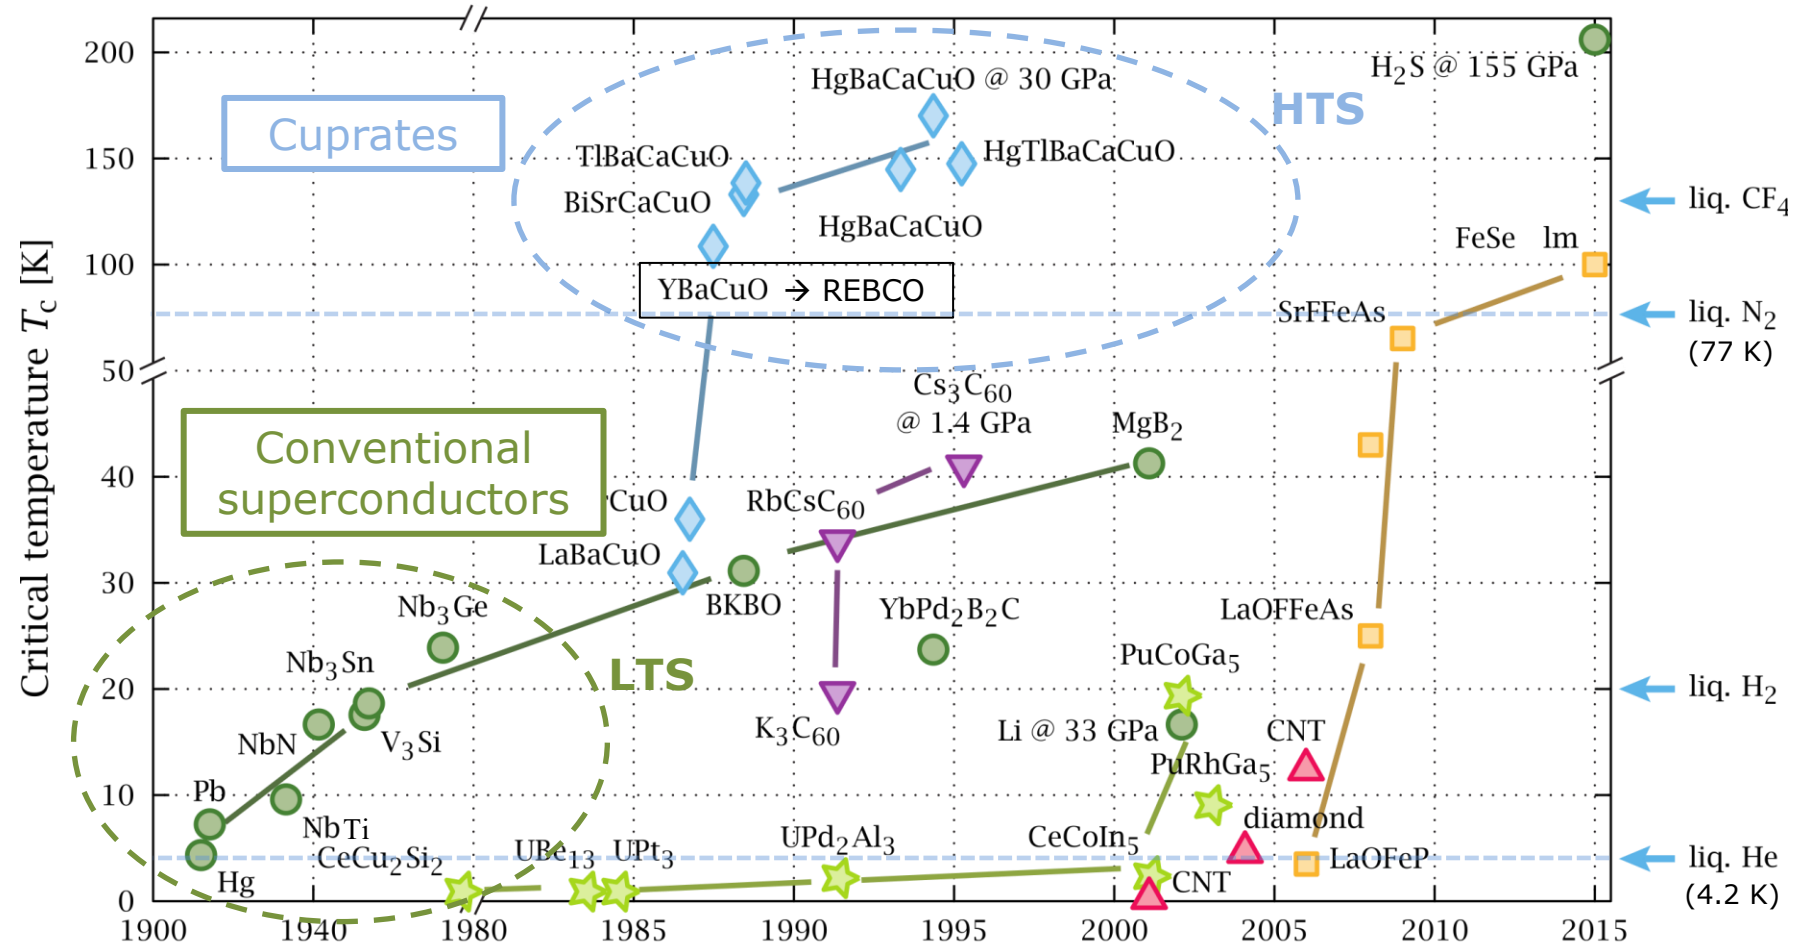 HgBaCaCuO @ 30 GPa
H₂S @ 155 GPa
HTS
Cuprates
TlBaCaCuO
HgTlBaCaCuO
BiSrCaCuO
HgBaCaCuO
liq. CF₄
FeSe lm
YBaCuO → REBCO
SrFFeAs
liq. N₂
(77 K)
Cs₃C₆₀
@ 1.4 GPa
MgB₂
Conventional
superconductors
rCuO
RbCsC₆₀
LaBaCuO
BKBO
YbPd₂B₂C
LaOFFeAs
Nb₃Ge
Nb₃Sn
LTS
PuCoGa₅
liq. H₂
NbN
V₃Si
K₃C₆₀
Li @ 33 GPa
CNT
PuRhGa₅
Pb
NbTi
diamond
CeCu₂Si₂
UBe₁₃
UPt₃
UPd₂Al₃
CeCoIn₅
LaOFeP
liq. He
(4.2 K)
Hg
CNT
Critical temperature T_c [K]
200
150
100
50
40
30
20
10
0
1900 1940 1980 1985 1990 1995 2000 2005 2010 2015